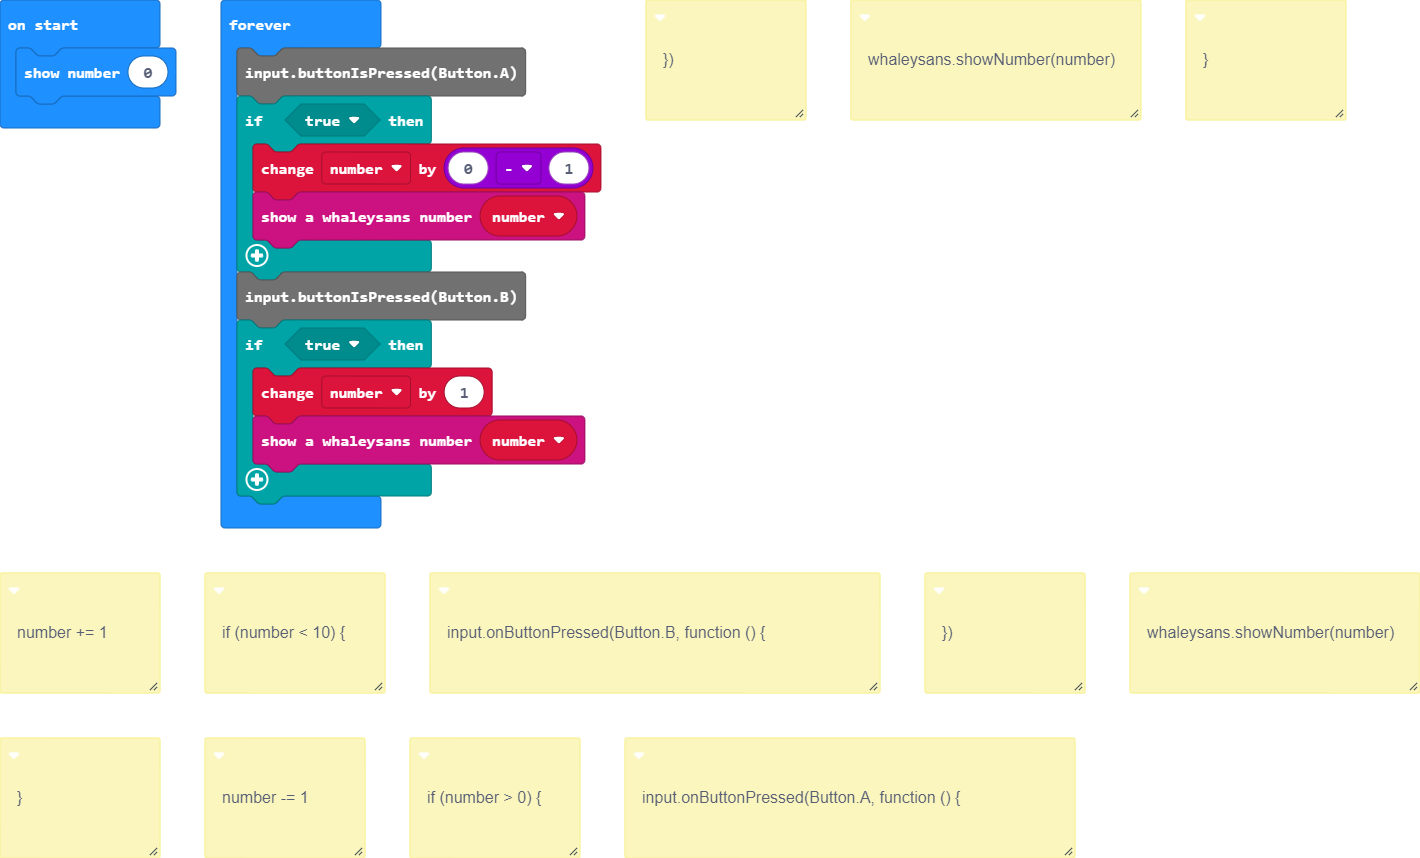 on start
show number 0
forever
input.buttonIsPressed(Button.A)
if true then
change number by 0 - 1
show a whaleysans number number
input.buttonIsPressed(Button.B)
if true then
change number by 1
show a whaleysans number number
})
whaleysans.showNumber(number)
}
number += 1
if (number < 10) {
input.onButtonPressed(Button.B, function () {
})
whaleysans.showNumber(number)
}
number -= 1
if (number > 0) {
input.onButtonPressed(Button.A, function () {